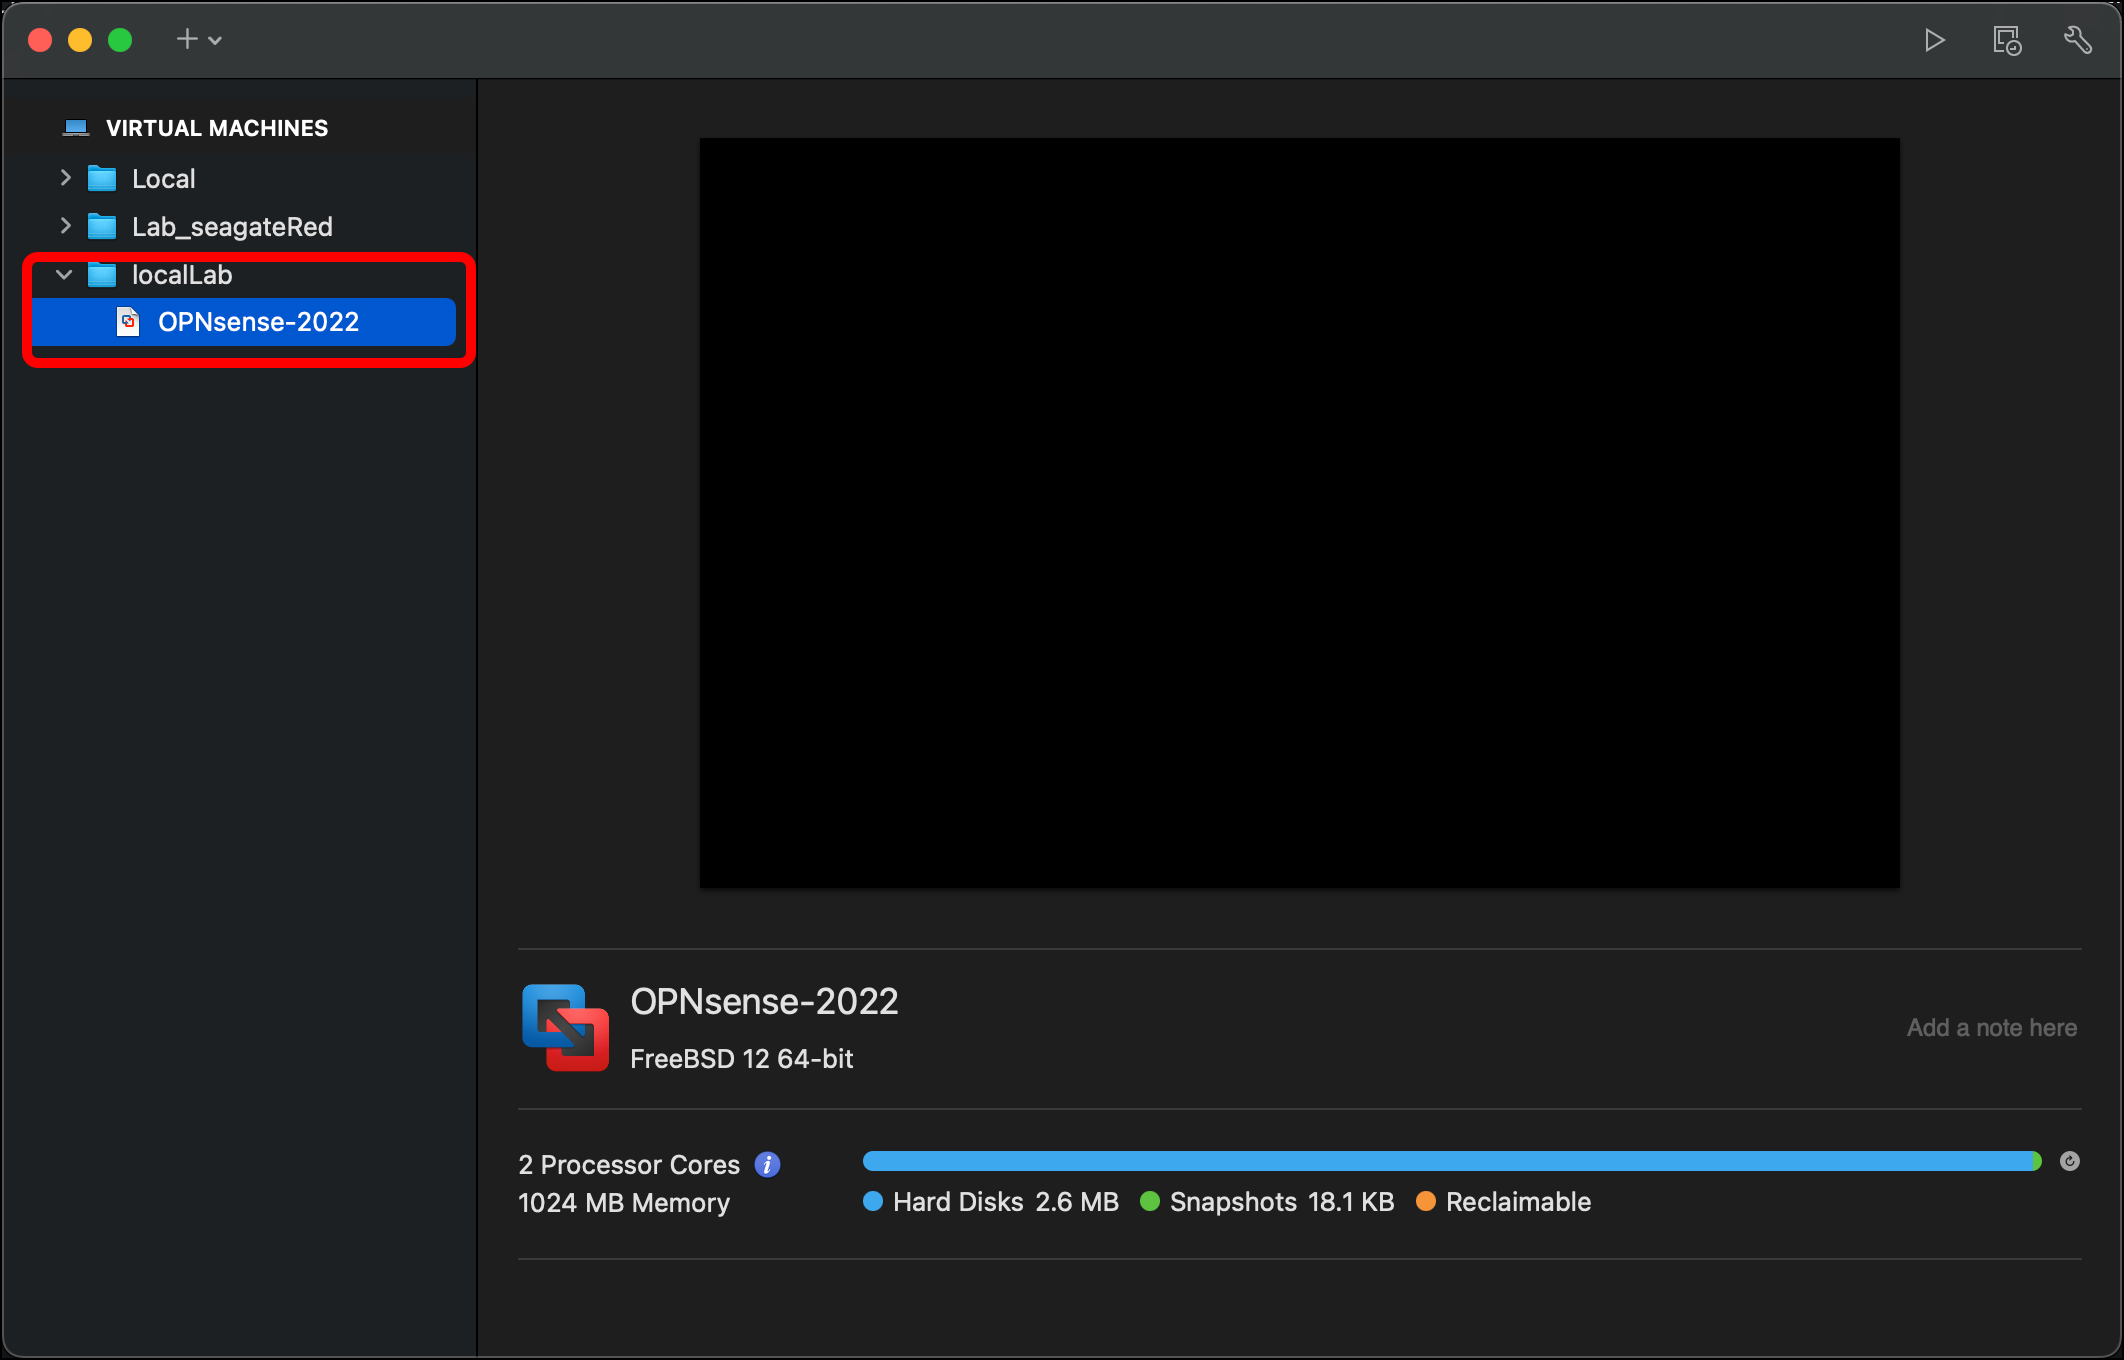 VIRTUAL MACHINES
Local
Lab_seagateRed
localLab
OPNsense-2022
OPNsense-2022
FreeBSD 12 64-bit
Add a note here
2 Processor Cores
1024 MB Memory
Hard Disks 2.6 MB Snapshots 18.1 KB Reclaimable